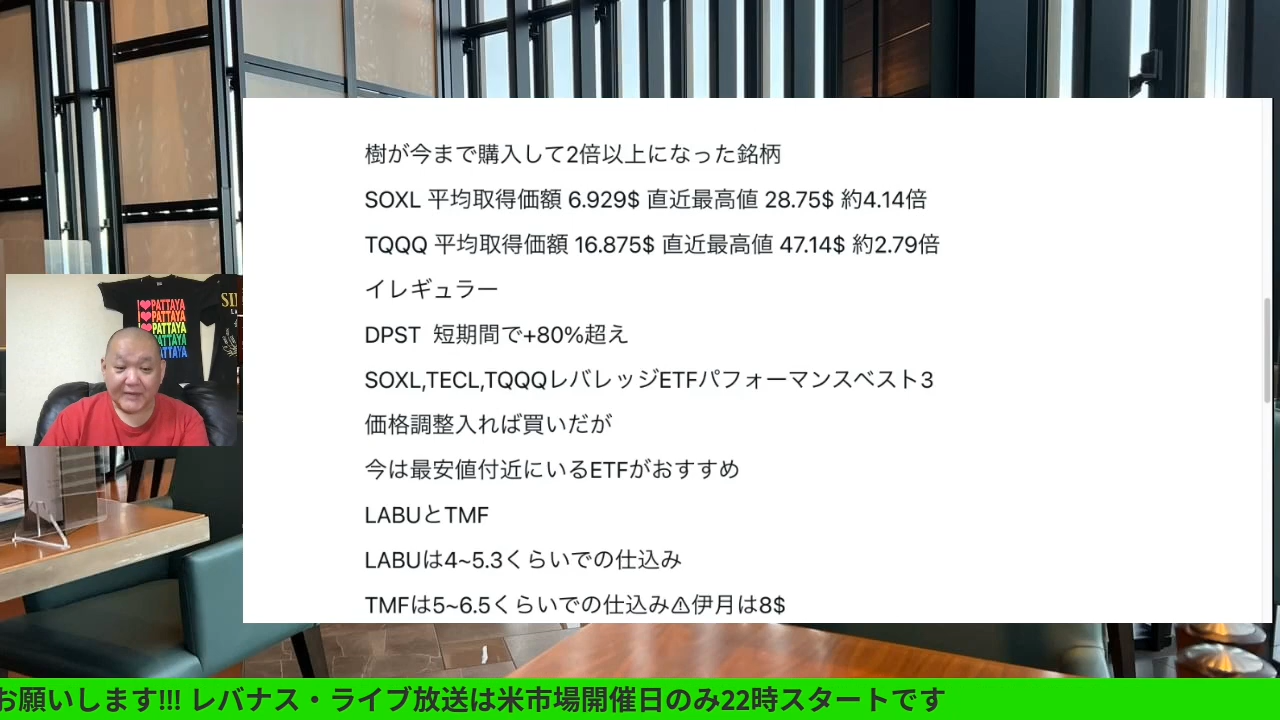 樹が今まで購入して2倍以上になった銘柄
SOXL 平均取得価額 6.929$ 直近最高値 28.75$ 約4.14倍
TQQQ 平均取得価額 16.875$ 直近最高値 47.14$ 約2.79倍
イレギュラー
DPST 短期間で+80%超え
SOXL,TECL,TQQQレバレッジETFパフォーマンスベスト3
価格調整入れば買いだが
今は最安値付近にいるETFがおすすめ
LABUとTMF
LABUは4~5.3くらいでの仕込み
TMFは5~6.5くらいでの仕込み⚠伊月は8$
I❤PATTAYA
I❤PATTAYA
I❤PATTAYA
PATTAYA
お願いします!!! レバナス・ライブ放送は米市場開催日のみ22時スタートです